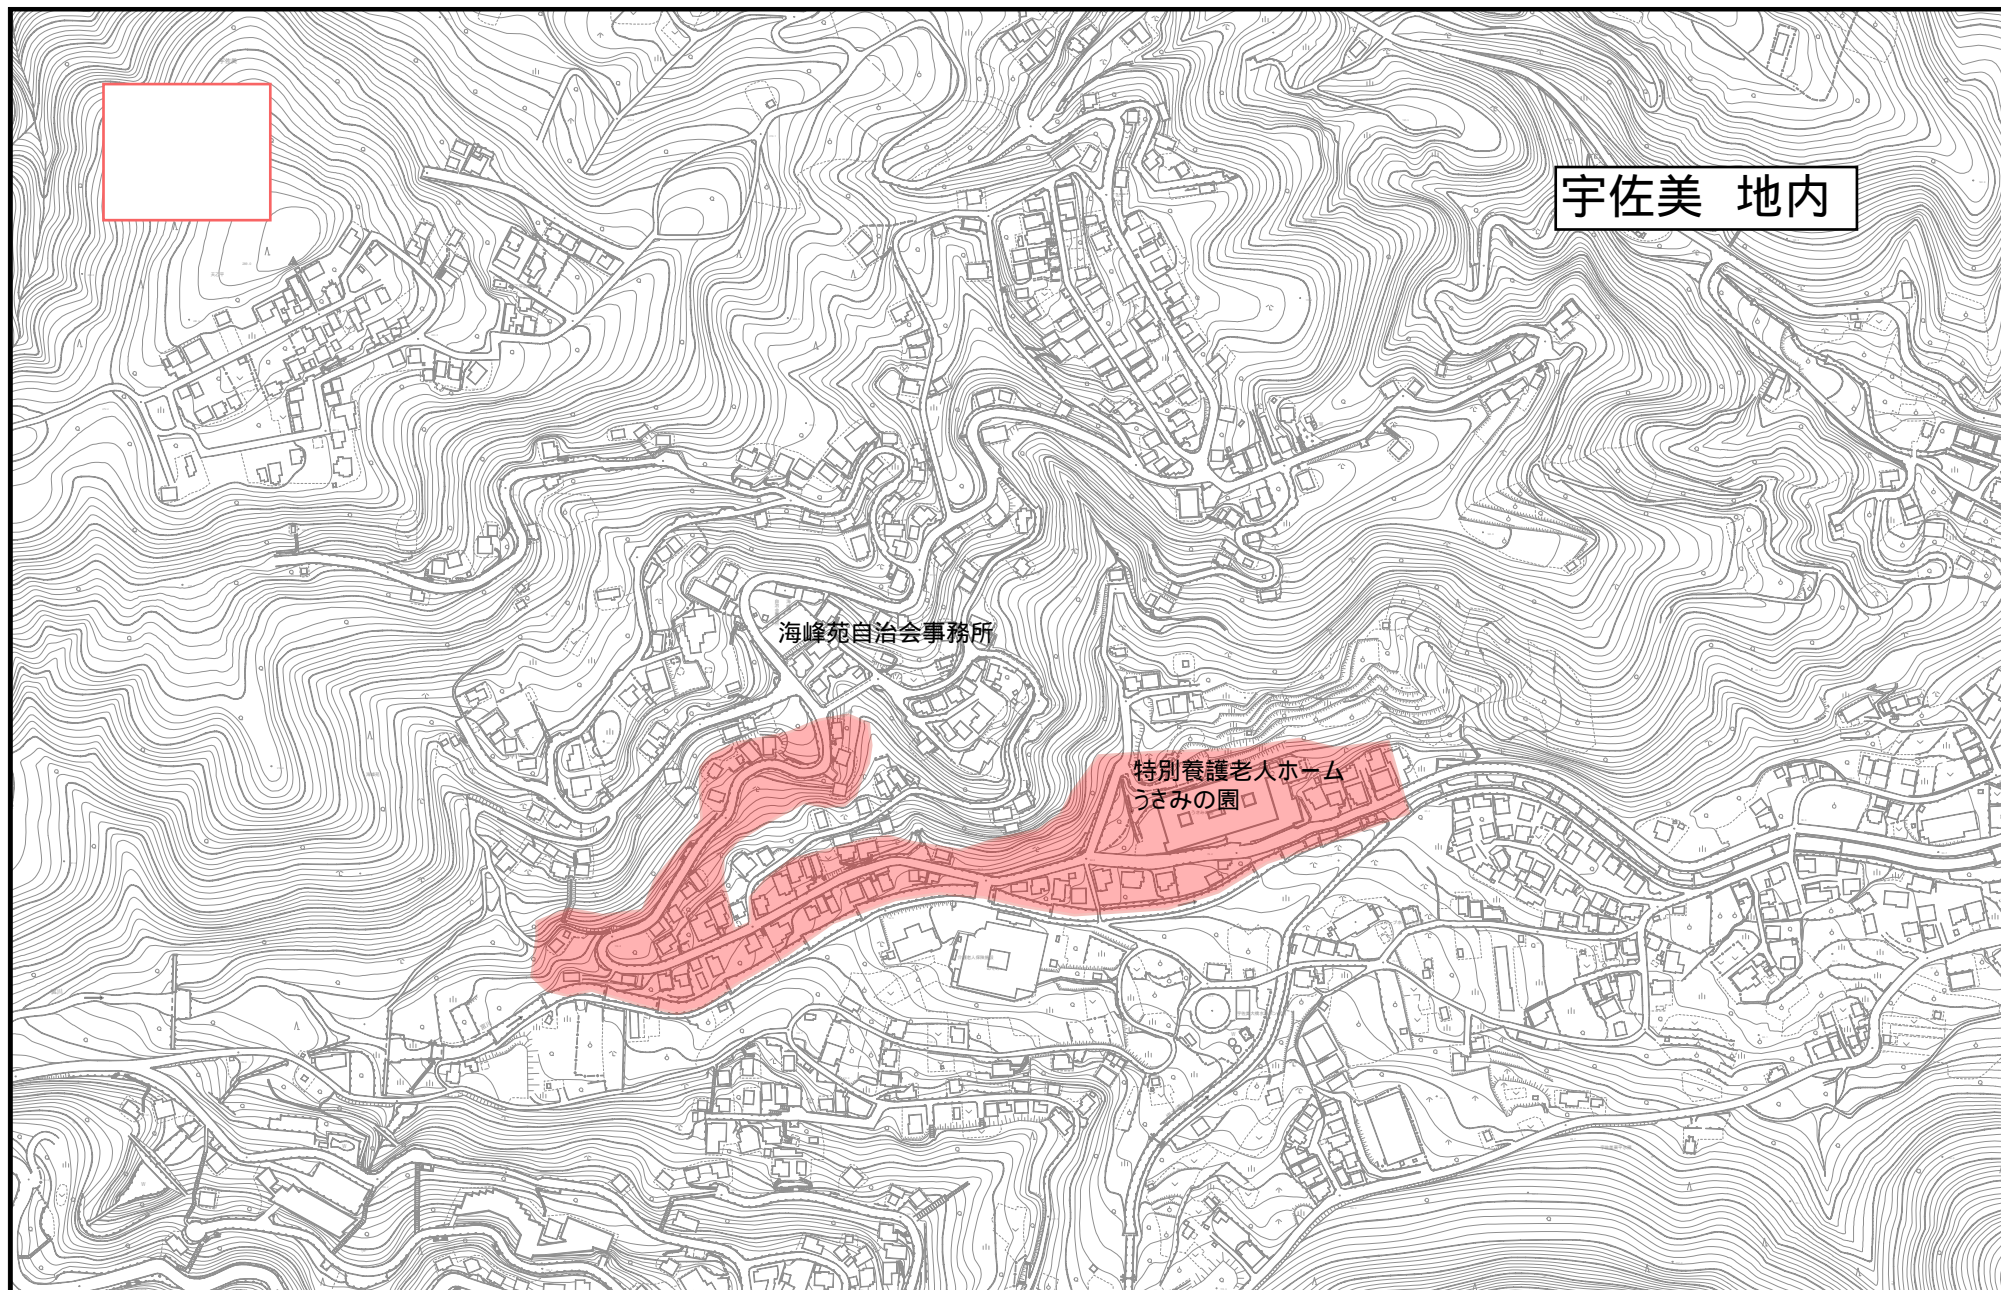 宇佐美　地内
海峰苑自治会事務所
特別養護老人ホーム
うさみの園